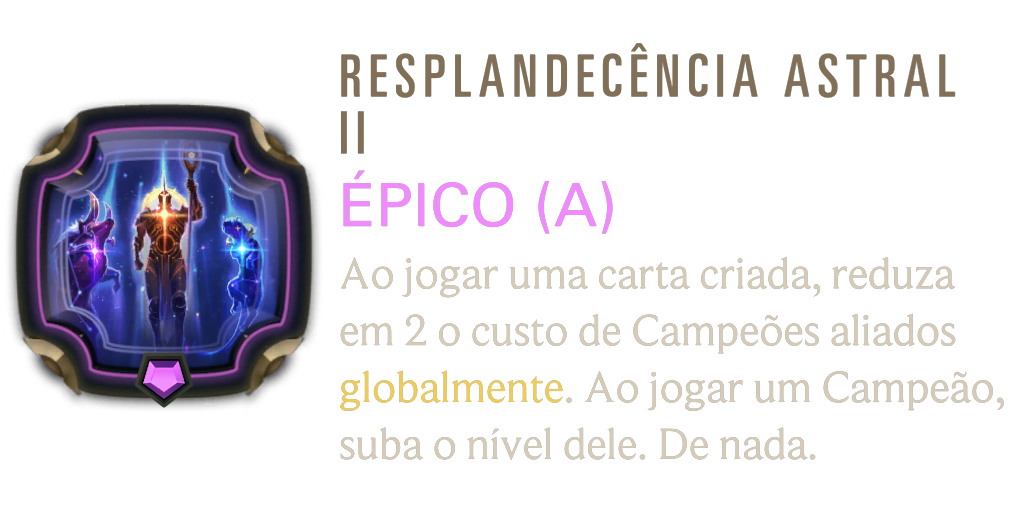 RESPLANDECÊNCIA ASTRAL
II
ÉPICO (A)
Ao jogar uma carta criada, reduza
em 2 o custo de Campeões aliados
globalmente. Ao jogar um Campeão,
suba o nível dele. De nada.